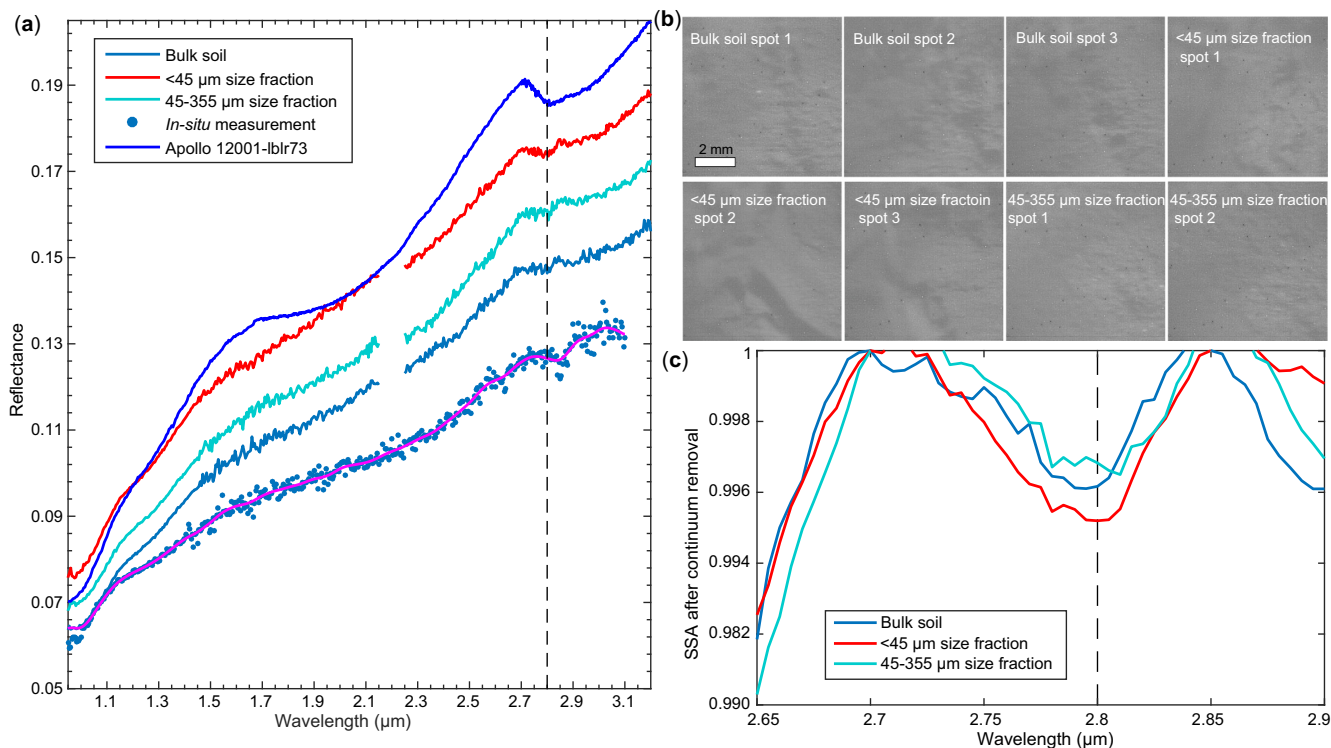 (a)
Bulk soil
<45 µm size fraction
45-355 µm size fraction
In-situ measurement
Apollo 12001-lblr73
0.19
0.17
0.15
0.13
0.11
0.09
0.07
0.05
Reflectance
1.1 1.3 1.5 1.7 1.9 2.1 2.3 2.5 2.7 2.9 3.1
Wavelength (µm)
(b)
Bulk soil spot 1
2 mm
Bulk soil spot 2
Bulk soil spot 3
<45 µm size fraction
spot 1
<45 µm size fraction
spot 2
<45 µm size fractoin
spot 3
45-355 µm size fraction
spot 1
45-355 µm size fraction
spot 2
(c)
1
0.998
0.996
0.994
0.982
0.990
SSA after continuum removal
Bulk soil
<45 µm size fraction
45-355 µm size fraction
2.65 2.7 2.75 2.8 2.85 2.9
Wavelength (µm)